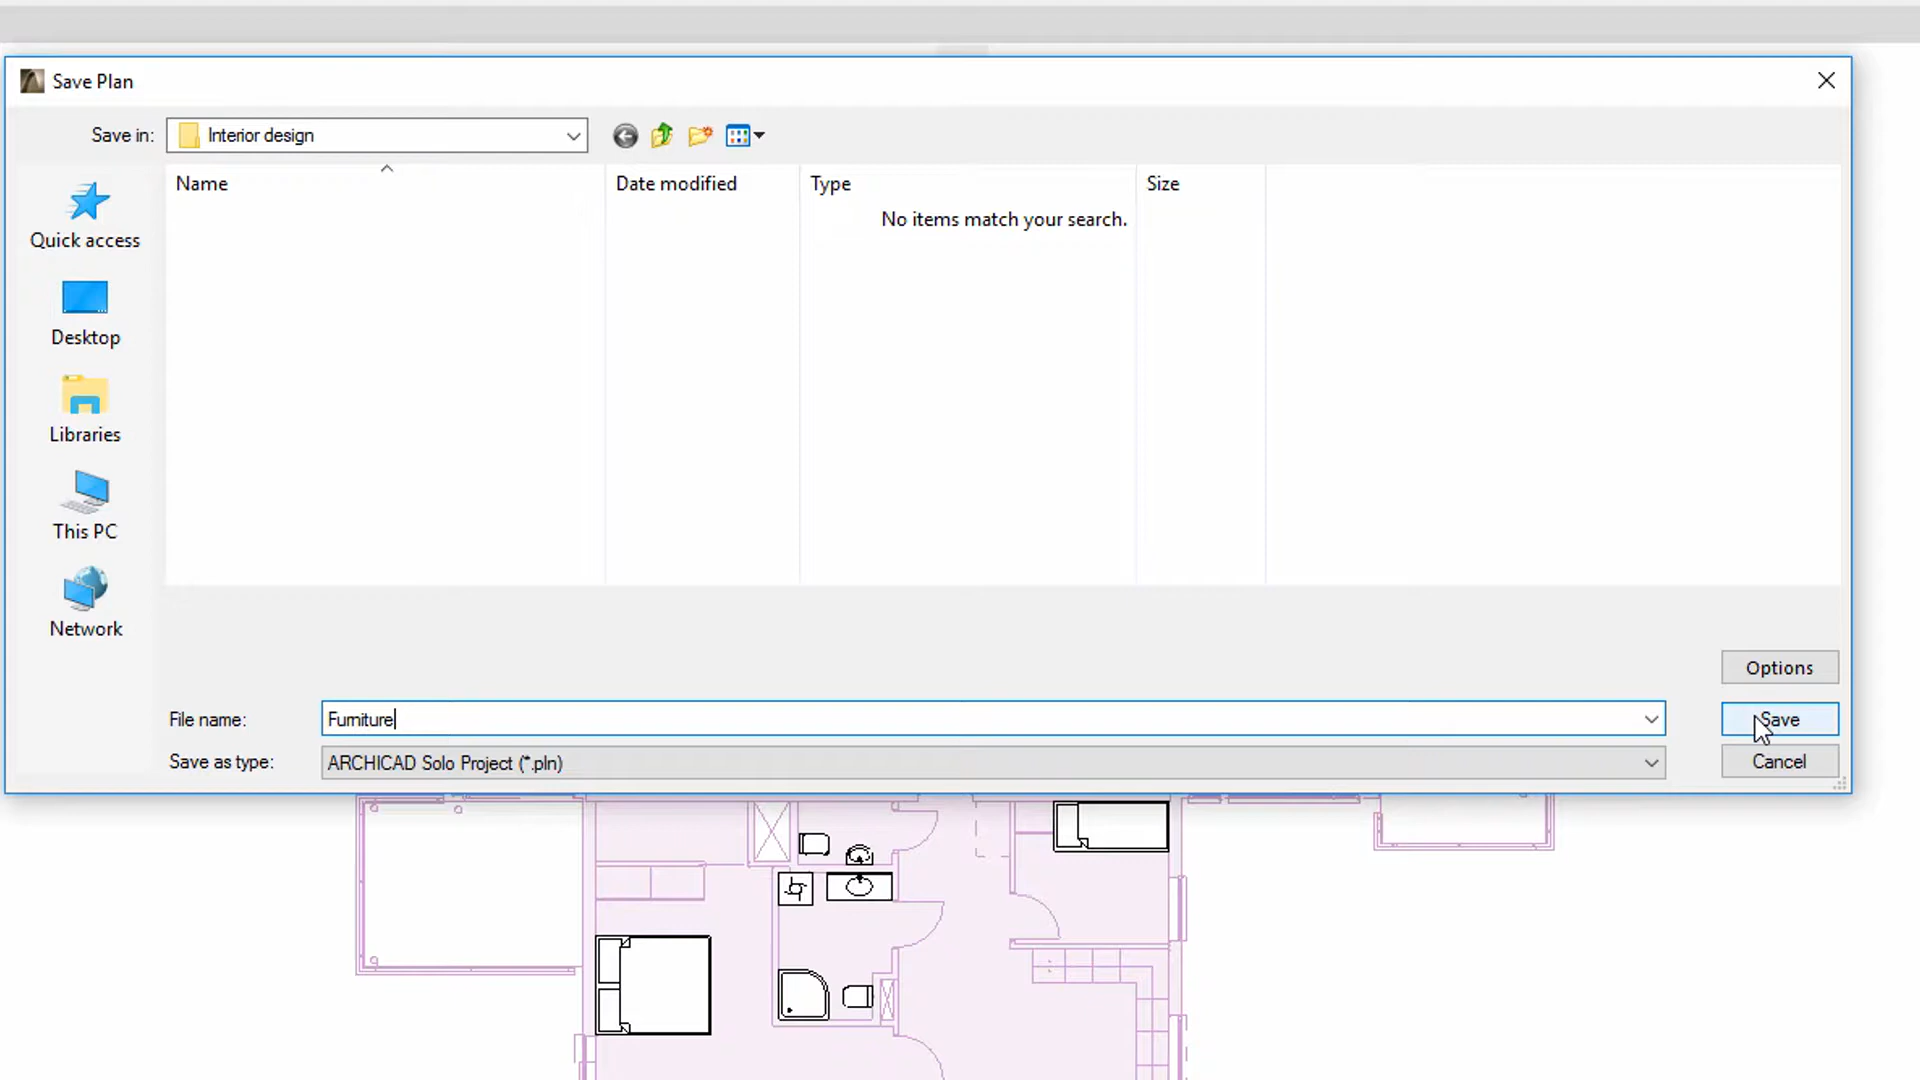 Save Plan
Save in: Interior design
Name Date modified Type Size
No items match your search.
Quick access
Desktop
Libraries
This PC
Network
Options
File name: Furniture Save
Save as type: ARCHICAD Solo Project (*.pln) Cancel